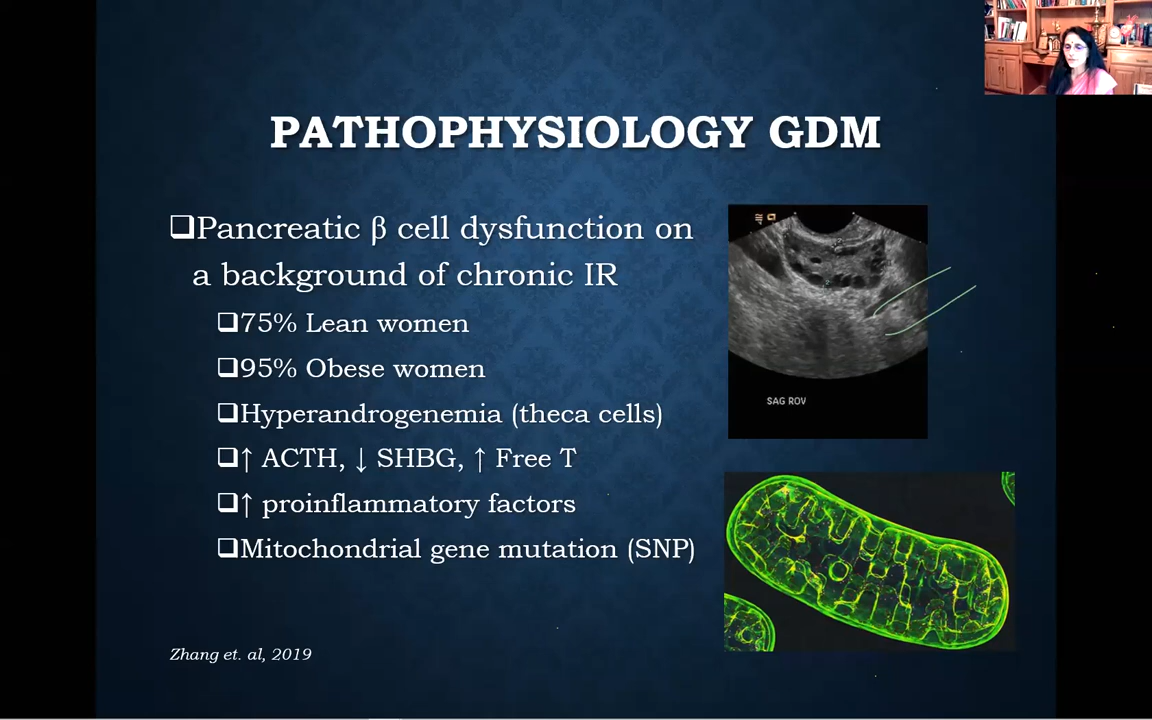 PATHOPHYSIOLOGY GDM
❑Pancreatic β cell dysfunction on
a background of chronic IR
❑75% Lean women
❑95% Obese women
❑Hyperandrogenemia (theca cells)
❑↑ ACTH, ↓ SHBG, ↑ Free T
❑↑ proinflammatory factors
❑Mitochondrial gene mutation (SNP)
SAG ROV
Zhang et. al, 2019